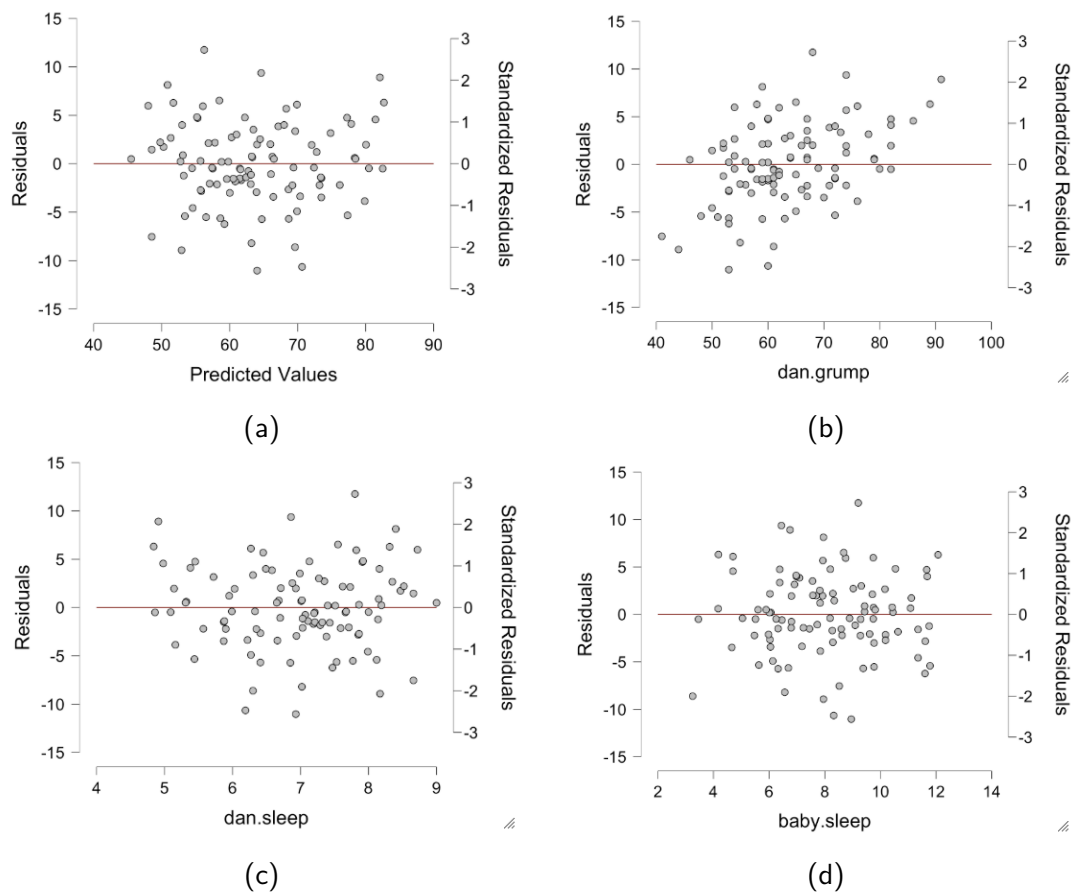 15
10
5
0
-5
-10
-15
Residuals
3
2
1
0
-1
-2
-3
Standardized Residuals
40 50 60 70 80 90
Predicted Values
(a)
15
10
5
0
-5
-10
-15
Residuals
3
2
1
0
-1
-2
-3
Standardized Residuals
40 50 60 70 80 90 100
dan.grump
(b)
15
10
5
0
-5
-10
-15
Residuals
3
2
1
0
-1
-2
-3
Standardized Residuals
4 5 6 7 8 9
dan.sleep
(c)
15
10
5
0
-5
-10
-15
Residuals
3
2
1
0
-1
-2
-3
Standardized Residuals
2 4 6 8 10 12 14
baby.sleep
(d)